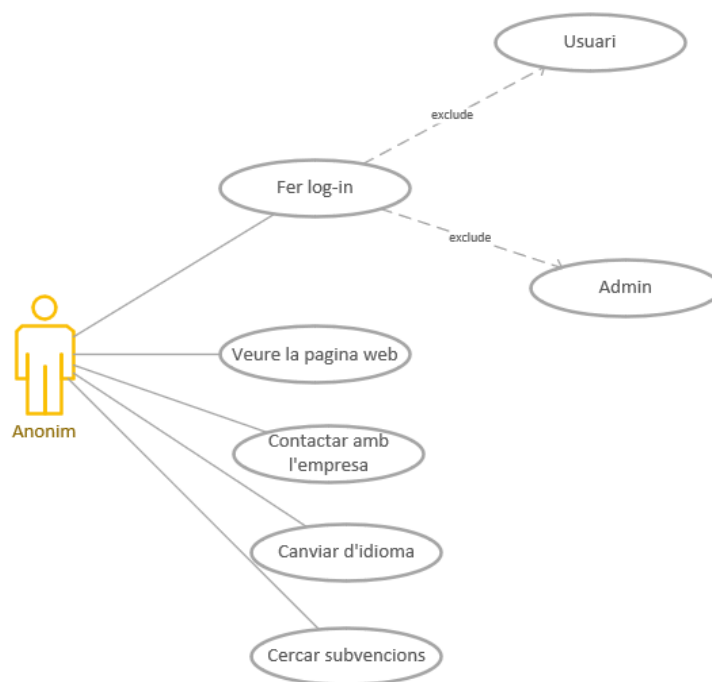 Usuari
exclude
Fer log-in
exclude
Admin
Veure la pagina web
Anonim
Contactar amb
l'empresa
Canviar d'idioma
Cercar subvencions